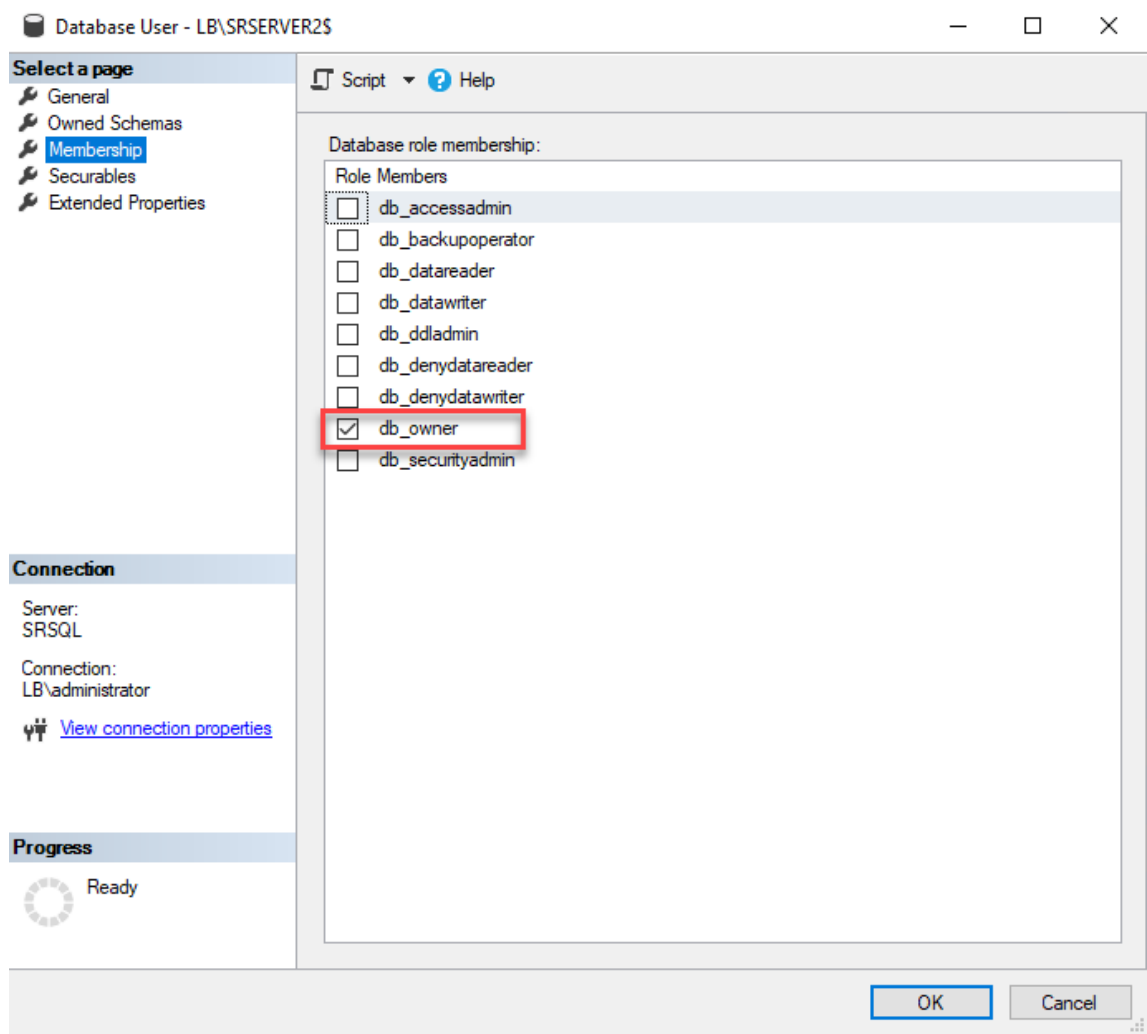 Database User - LB\SRSERVER2$
Select a page
General
Owned Schemas
Membership
Securables
Extended Properties
Script
Help
Database role membership:
Role Members
db_accessadmin
db_backupoperator
db_datareader
db_datawriter
db_ddladmin
db_denydatareader
db_denydatawriter
db_owner
db_securityadmin
Connection
Server:
SRSQL
Connection:
LB\administrator
View connection properties
Progress
Ready
OK
Cancel